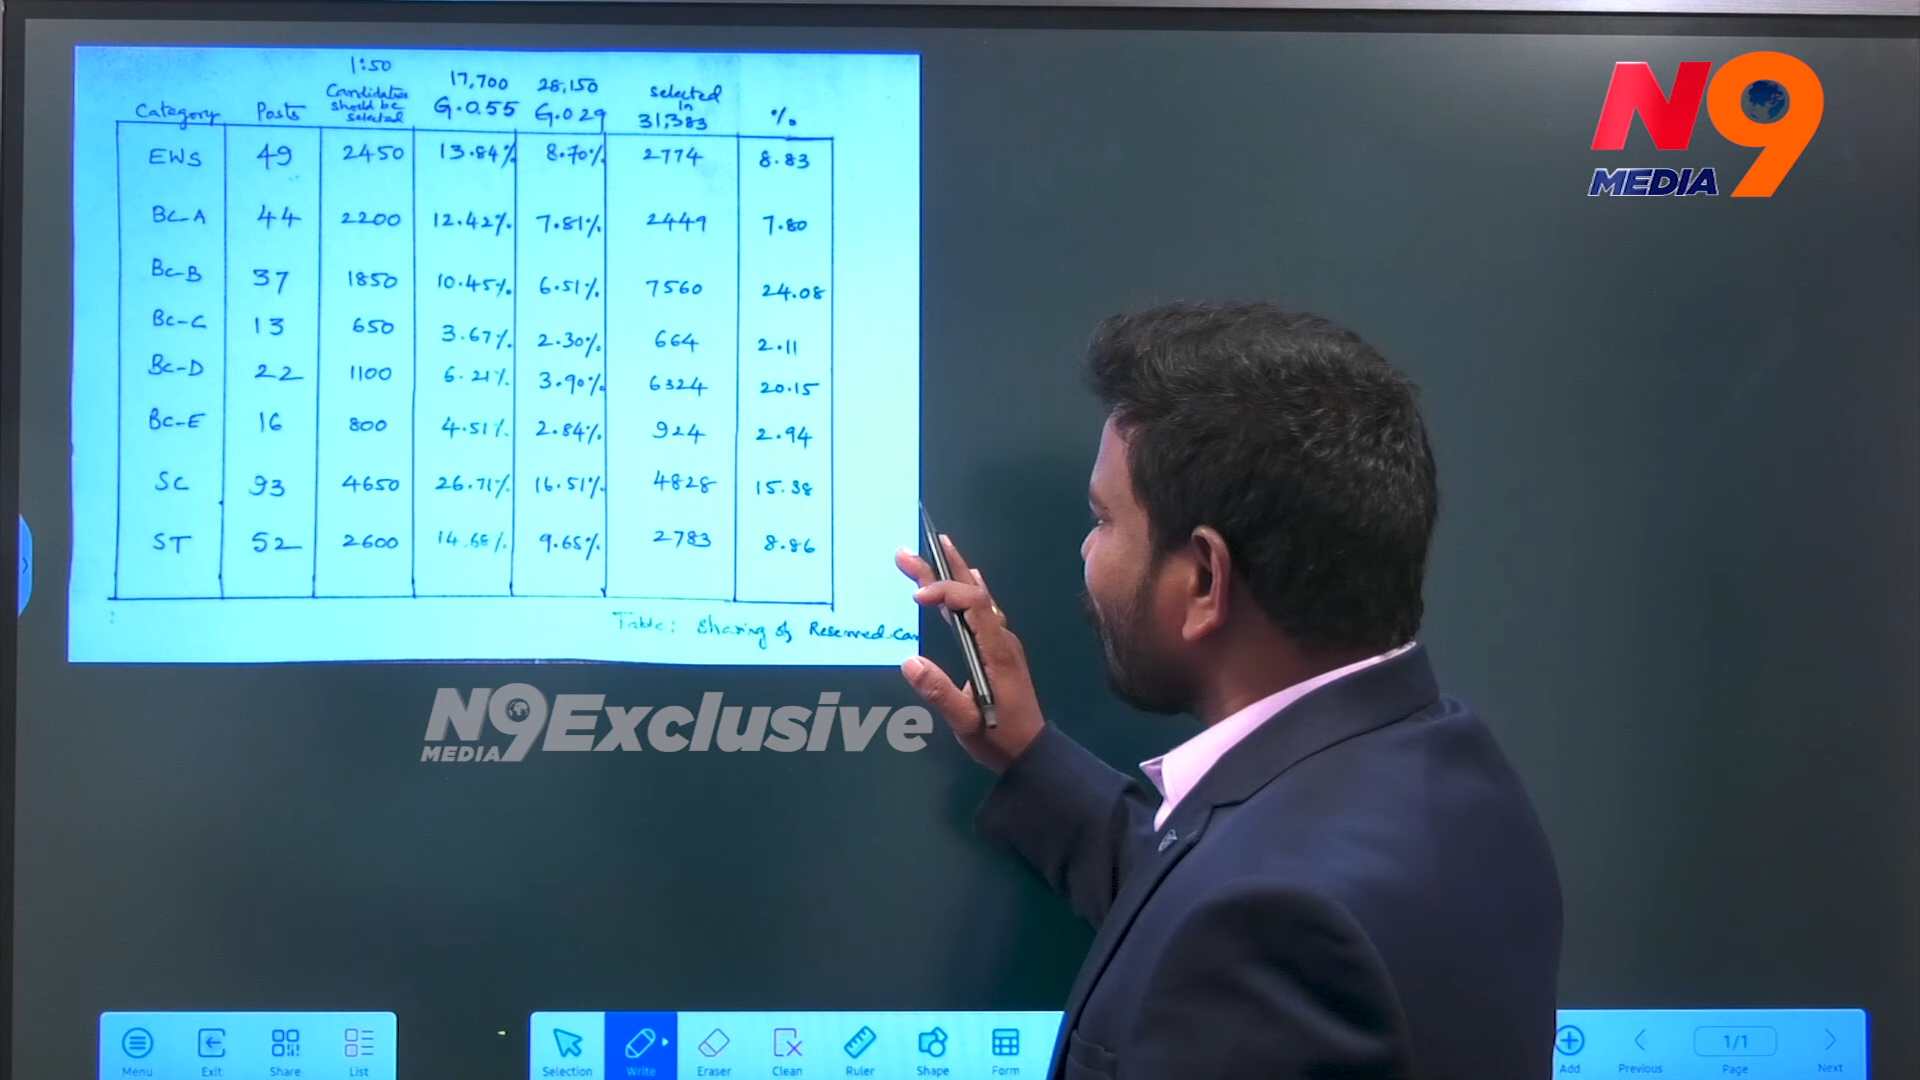 1:50
Category Posts Candidates should be selected 17,700 G.O.55 28,150 G.O 29 selected in 31,383 %
EWS 49 2450 13.84% 8.70% 2774 8.83
BC-A 44 2200 12.42% 7.81% 2449 7.80
BC-B 37 1850 10.45% 6.51% 7560 24.08
BC-C 13 650 3.67% 2.30% 664 2.11
BC-D 22 1100 6.21% 3.90% 6324 20.15
BC-E 16 800 4.51% 2.84% 924 2.94
SC 93 4650 26.71% 16.51% 4828 15.38
ST 52 2600 14.68% 9.65% 2783 8.86
Table: Sharing of Reserved
N9
MEDIA
N9 Exclusive
MEDIA
Menu Exit Share List Selection Write Eraser Clean Ruler Shape Form Add Previous 1/1 Page Next